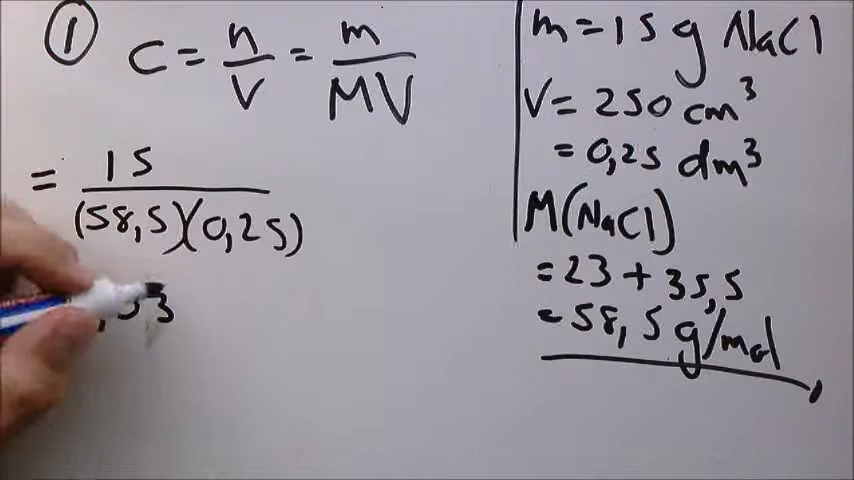 ① C = n/V = m/MV
= 15/(58,5)(0,25)
3
m = 15 g NaCl
V = 250 cm³
= 0,25 dm³
M(NaCl)
= 23 + 35,5
= 58,5 g/mol